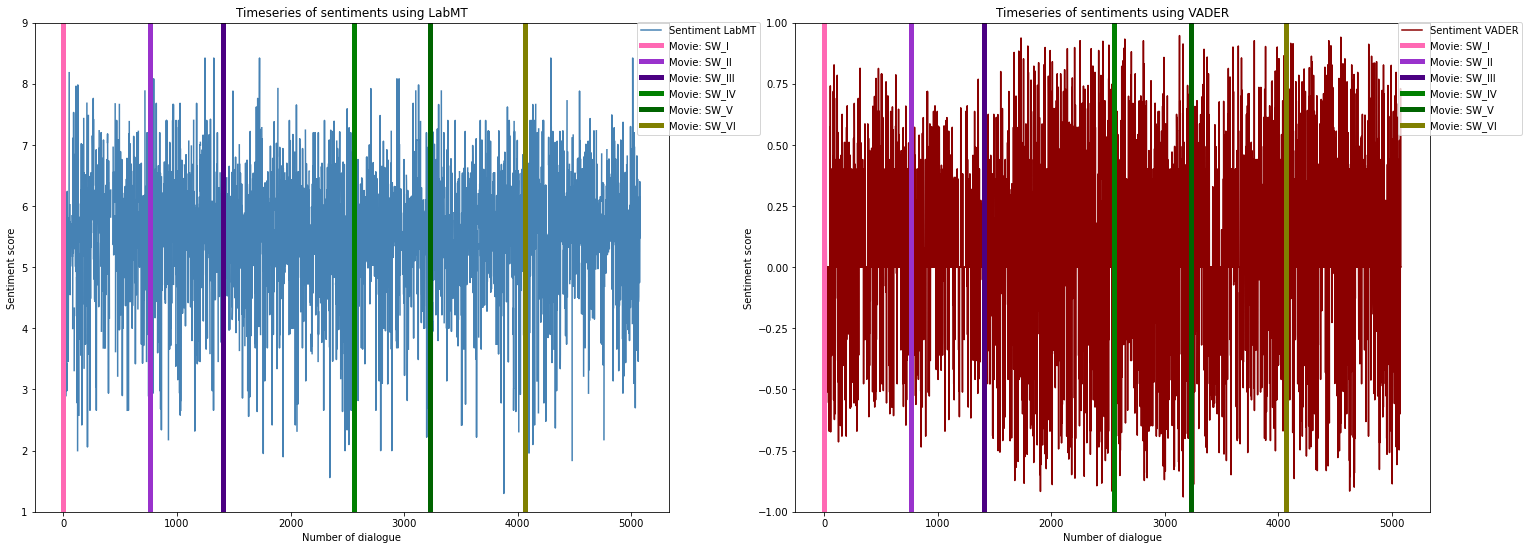 Timeseries of sentiments using LabMT
9
8
7
6
5
4
3
2
1
Sentiment score
0
1000
2000
3000
4000
5000
Number of dialogue
Sentiment LabMT
Movie: SW_I
Movie: SW_II
Movie: SW_III
Movie: SW_IV
Movie: SW_V
Movie: SW_VI
Timeseries of sentiments using VADER
1.00
0.75
0.50
0.25
0.00
−0.25
−0.50
−0.75
−1.00
Sentiment score
0
1000
2000
3000
4000
5000
Number of dialogue
Sentiment VADER
Movie: SW_I
Movie: SW_II
Movie: SW_III
Movie: SW_IV
Movie: SW_V
Movie: SW_VI